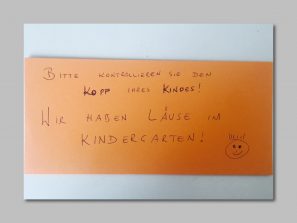 BITTE KONTROLLIEREN SIE DEN
KOPF IHRES KINDES!
WIR HABEN LÄUSE IM
KINDERGARTEN!